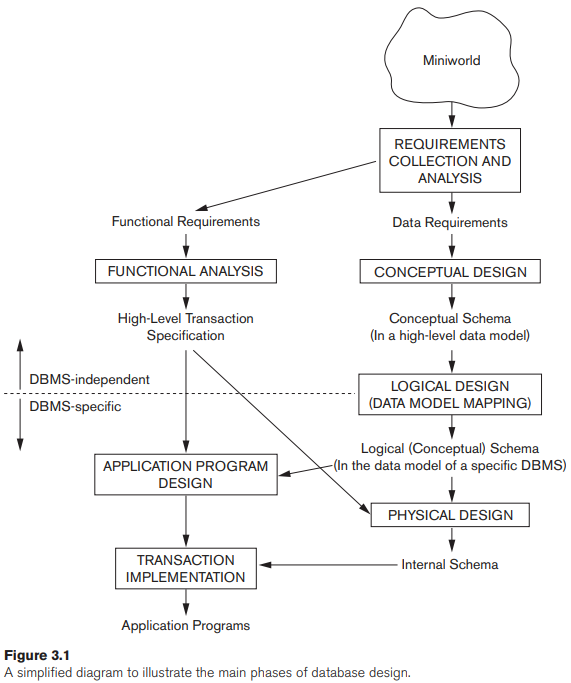 Miniworld
REQUIREMENTS
COLLECTION AND
ANALYSIS
Functional Requirements
Data Requirements
FUNCTIONAL ANALYSIS
CONCEPTUAL DESIGN
High-Level Transaction
Specification
Conceptual Schema
(In a high-level data model)
DBMS-independent
DBMS-specific
LOGICAL DESIGN
(DATA MODEL MAPPING)
Logical (Conceptual) Schema
(In the data model of a specific DBMS)
APPLICATION PROGRAM
DESIGN
PHYSICAL DESIGN
TRANSACTION
IMPLEMENTATION
Internal Schema
Application Programs
Figure 3.1
A simplified diagram to illustrate the main phases of database design.